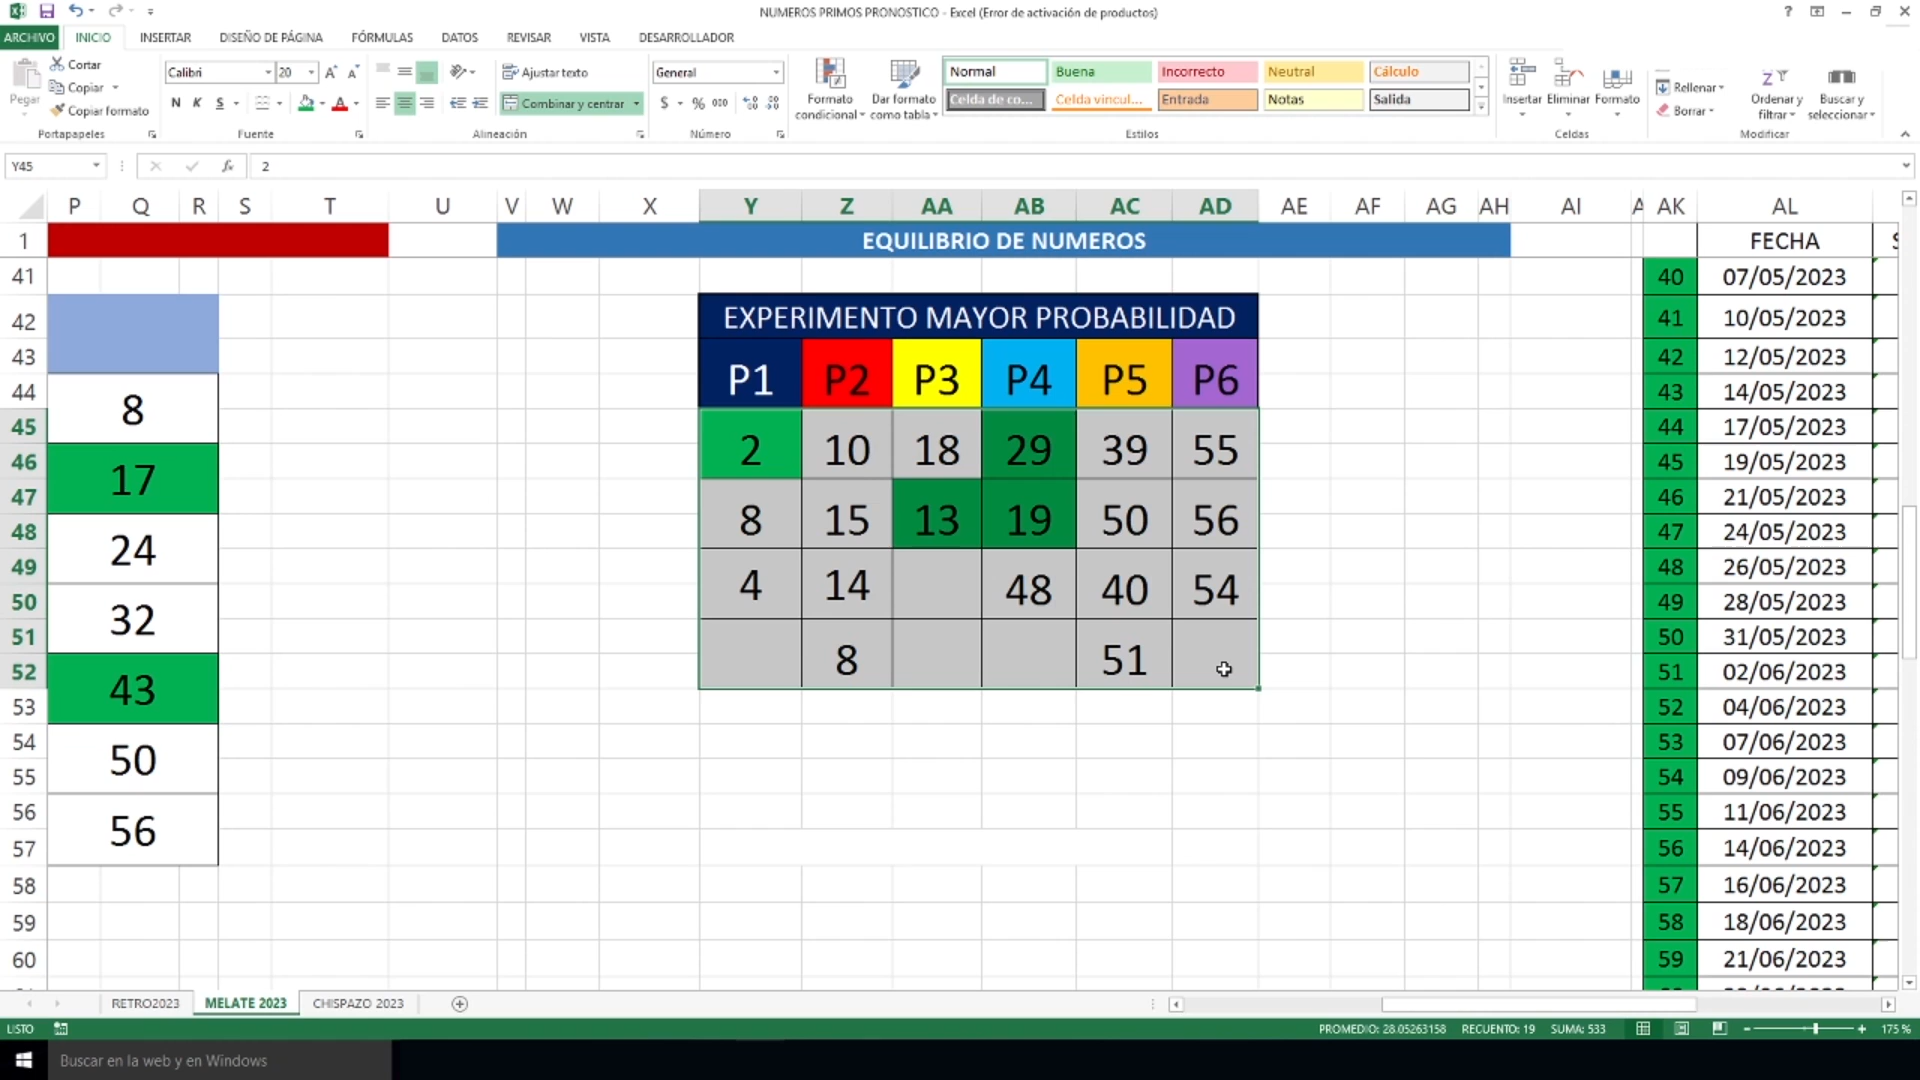 NUMEROS PRIMOS PRONOSTICO - Excel (Error de activación de productos)
ARCHIVO INICIO INSERTAR DISEÑO DE PÁGINA FÓRMULAS DATOS REVISAR VISTA DESARROLLADOR
Pegar
Cortar
Copiar
Copiar formato
Portapapeles
Calibri 20
N K S
Fuente
Ajustar texto
Combinar y centrar
Alineación
General
$ % 000
Número
Formato condicional
Dar formato como tabla
Normal Buena Incorrecto Neutral Cálculo
Celda de co... Celda vincul... Entrada Notas Salida
Estilos
Insertar Eliminar Formato
Celdas
Rellenar
Borrar
Ordenar y filtrar
Buscar y seleccionar
Modificar
Y45 fx 2
P Q R S T U V W X Y Z AA AB AC AD AE AF AG AH AI AK AL
1 EQUILIBRIO DE NUMEROS FECHA
41 40 07/05/2023
42 EXPERIMENTO MAYOR PROBABILIDAD 41 10/05/2023
43 P1 P2 P3 P4 P5 P6 42 12/05/2023
44 8 43 14/05/2023
45 2 10 18 29 39 55 44 17/05/2023
46 17 45 19/05/2023
47 8 15 13 19 50 56 46 21/05/2023
48 24 47 24/05/2023
49 4 14 48 40 54 48 26/05/2023
50 32 49 28/05/2023
51 8 51 50 31/05/2023
52 43 51 02/06/2023
53 52 04/06/2023
54 50 53 07/06/2023
55 54 09/06/2023
56 56 55 11/06/2023
57 56 14/06/2023
58 57 16/06/2023
59 58 18/06/2023
60 59 21/06/2023
RETRO2023 MELATE 2023 CHISPAZO 2023
LISTO PROMEDIO: 28.05263158 RECUENTO: 19 SUMA: 533 175 %
Buscar en la web y en Windows